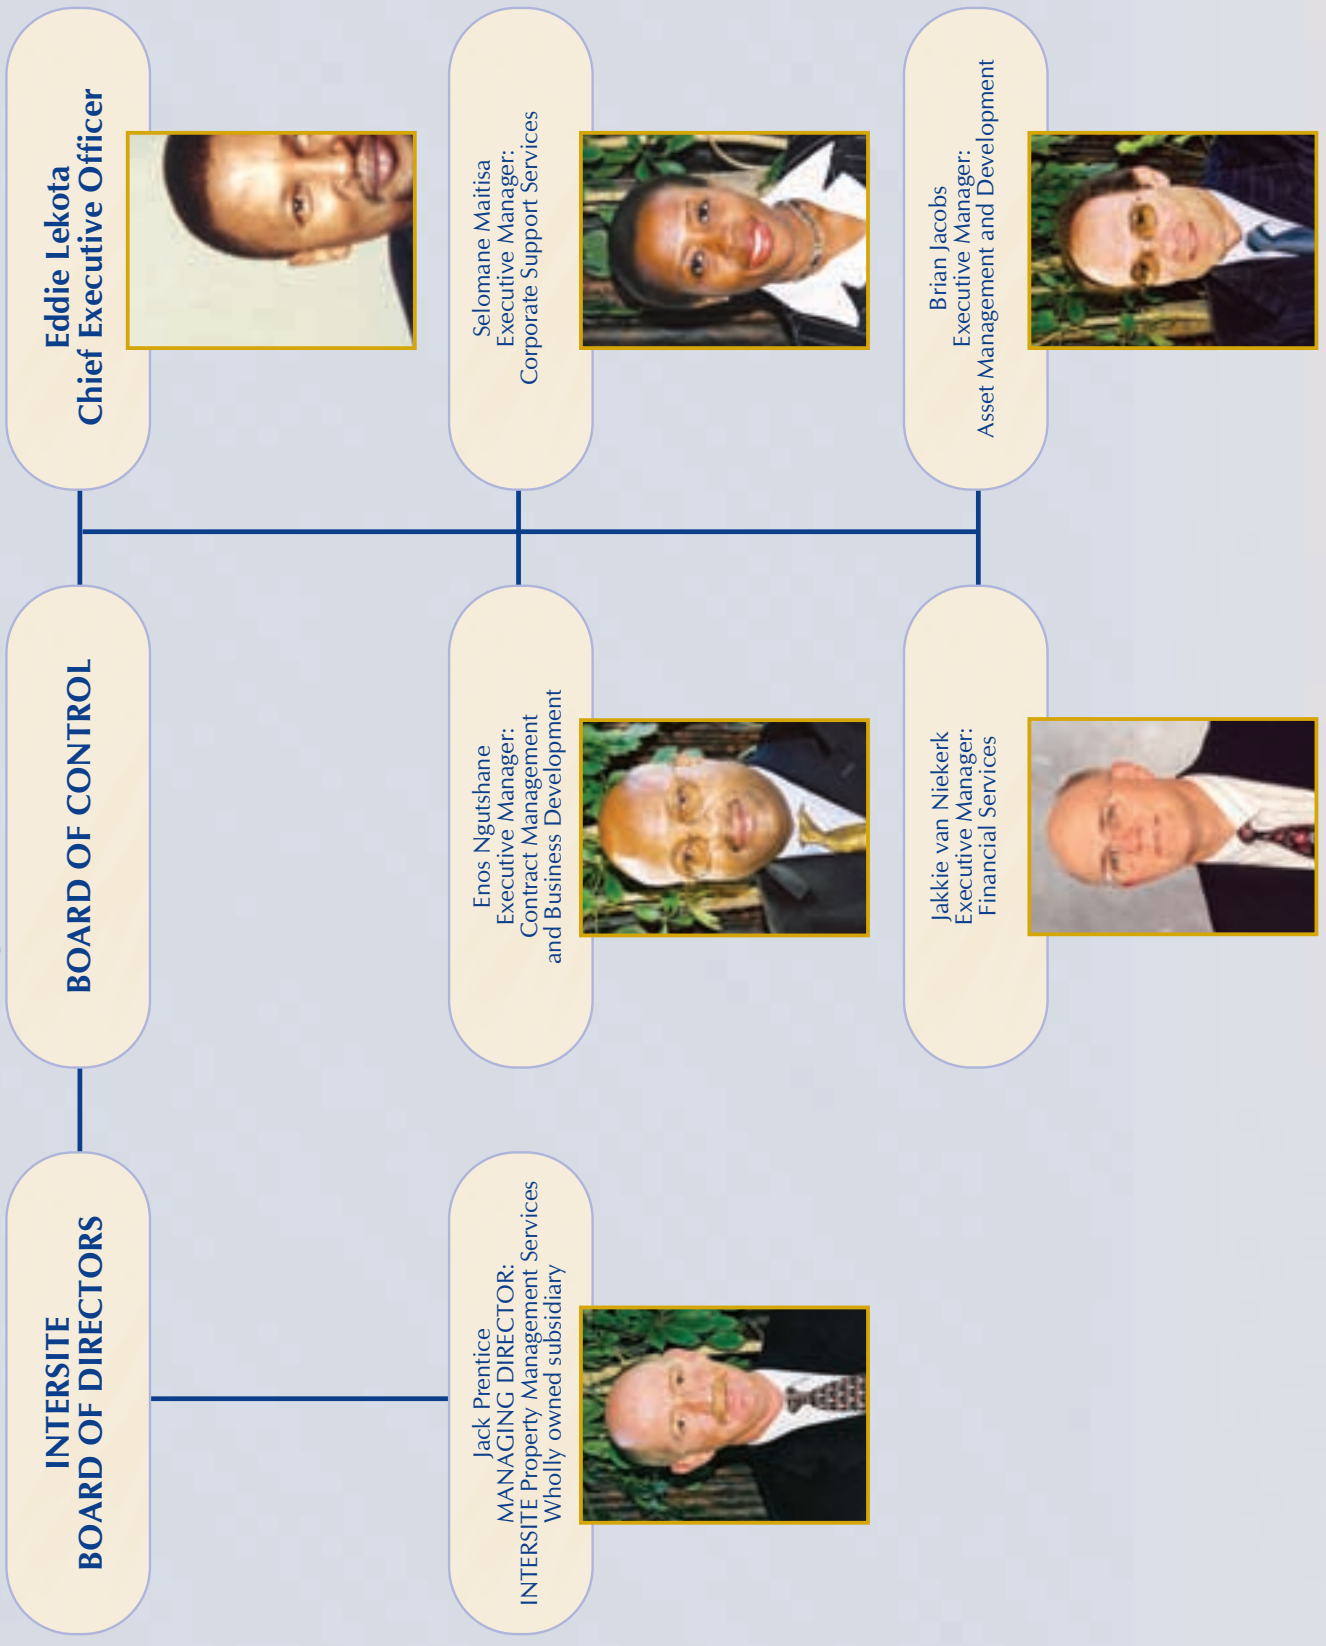 INTERSITE
BOARD OF DIRECTORS
BOARD OF CONTROL
Eddie Lekota
Chief Executive Officer
Jack Prentice
MANAGING DIRECTOR:
INTERSITE Property Management Services
Wholly owned subsidiary
Enos Ngutshane
Executive Manager:
Contract Management
and Business Development
Selomane Maitisa
Executive Manager:
Corporate Support Services
Jakkie van Niekerk
Executive Manager:
Financial Services
Brian Jacobs
Executive Manager:
Asset Management and Development